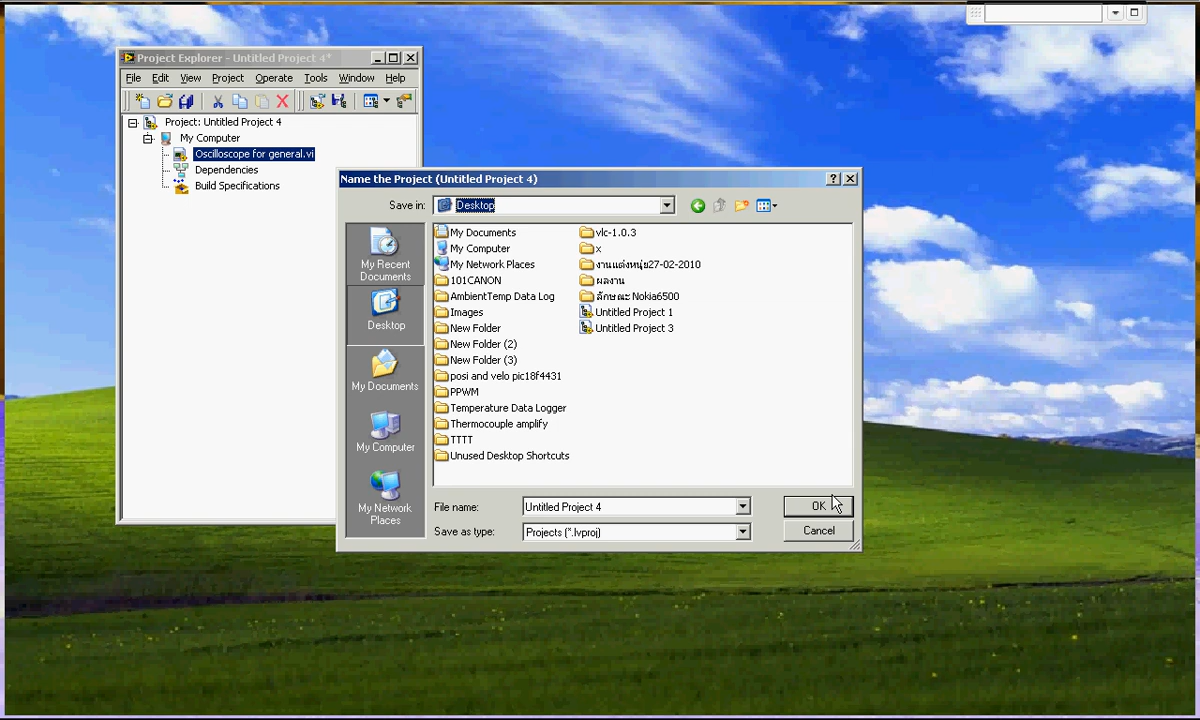 Project Explorer - Untitled Project 4*
File Edit View Project Operate Tools Window Help
Project: Untitled Project 4
My Computer
Oscilloscope for general.vi
Dependencies
Build Specifications
Name the Project (Untitled Project 4)
Save in: Desktop
My Recent
Documents
Desktop
My Documents
My Computer
My Network
Places
My Documents
My Computer
My Network Places
101CANON
AmbientTemp Data Log
Images
New Folder
New Folder (2)
New Folder (3)
posi and velo pic18f4431
PPWM
Temperature Data Logger
Thermocouple amplify
TTTT
Unused Desktop Shortcuts
vlc-1.0.3
x
งานแต่งหนุ่ย27-02-2010
ผลงาน
ลักษณะ Nokia6500
Untitled Project 1
Untitled Project 3
File name: Untitled Project 4 OK
Save as type: Projects (*.lvproj) Cancel